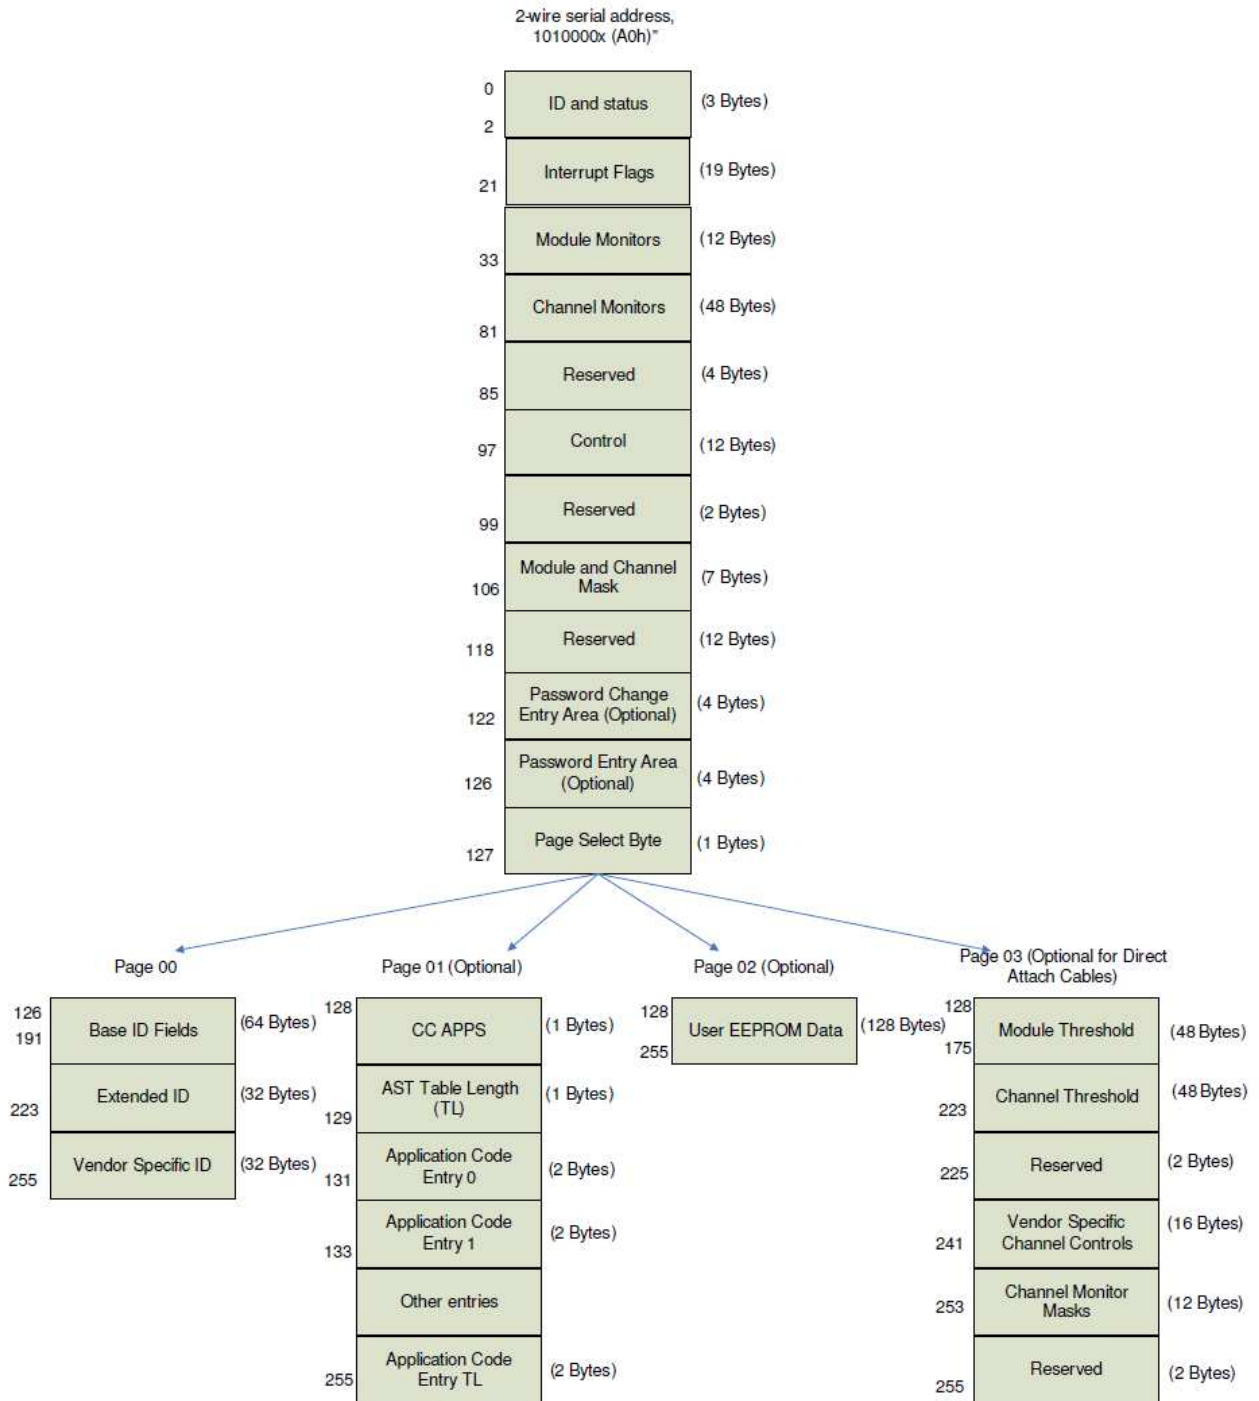 2-wire serial address,
1010000x (A0h)"
0
ID and status
(3 Bytes)
2
Interrupt Flags
(19 Bytes)
21
Module Monitors
(12 Bytes)
33
Channel Monitors
(48 Bytes)
81
Reserved
(4 Bytes)
85
Control
(12 Bytes)
97
Reserved
(2 Bytes)
99
Module and Channel
Mask
(7 Bytes)
106
Reserved
(12 Bytes)
118
Password Change
Entry Area (Optional)
(4 Bytes)
122
Password Entry Area
(Optional)
(4 Bytes)
126
Page Select Byte
(1 Bytes)
127
Page 00
126
191
Base ID Fields
(64 Bytes)
Extended ID
(32 Bytes)
223
Vendor Specific ID
(32 Bytes)
255
Page 01 (Optional)
128
CC APPS
(1 Bytes)
AST Table Length
(TL)
(1 Bytes)
129
Application Code
Entry 0
(2 Bytes)
131
Application Code
Entry 1
(2 Bytes)
133
Other entries
Application Code
Entry TL
(2 Bytes)
255
Page 02 (Optional)
128
User EEPROM Data
(128 Bytes)
255
Page 03 (Optional for Direct
Attach Cables)
128
Module Threshold
(48 Bytes)
175
Channel Threshold
(48 Bytes)
223
Reserved
(2 Bytes)
225
Vendor Specific
Channel Controls
(16 Bytes)
241
Channel Monitor
Masks
(12 Bytes)
253
Reserved
(2 Bytes)
255